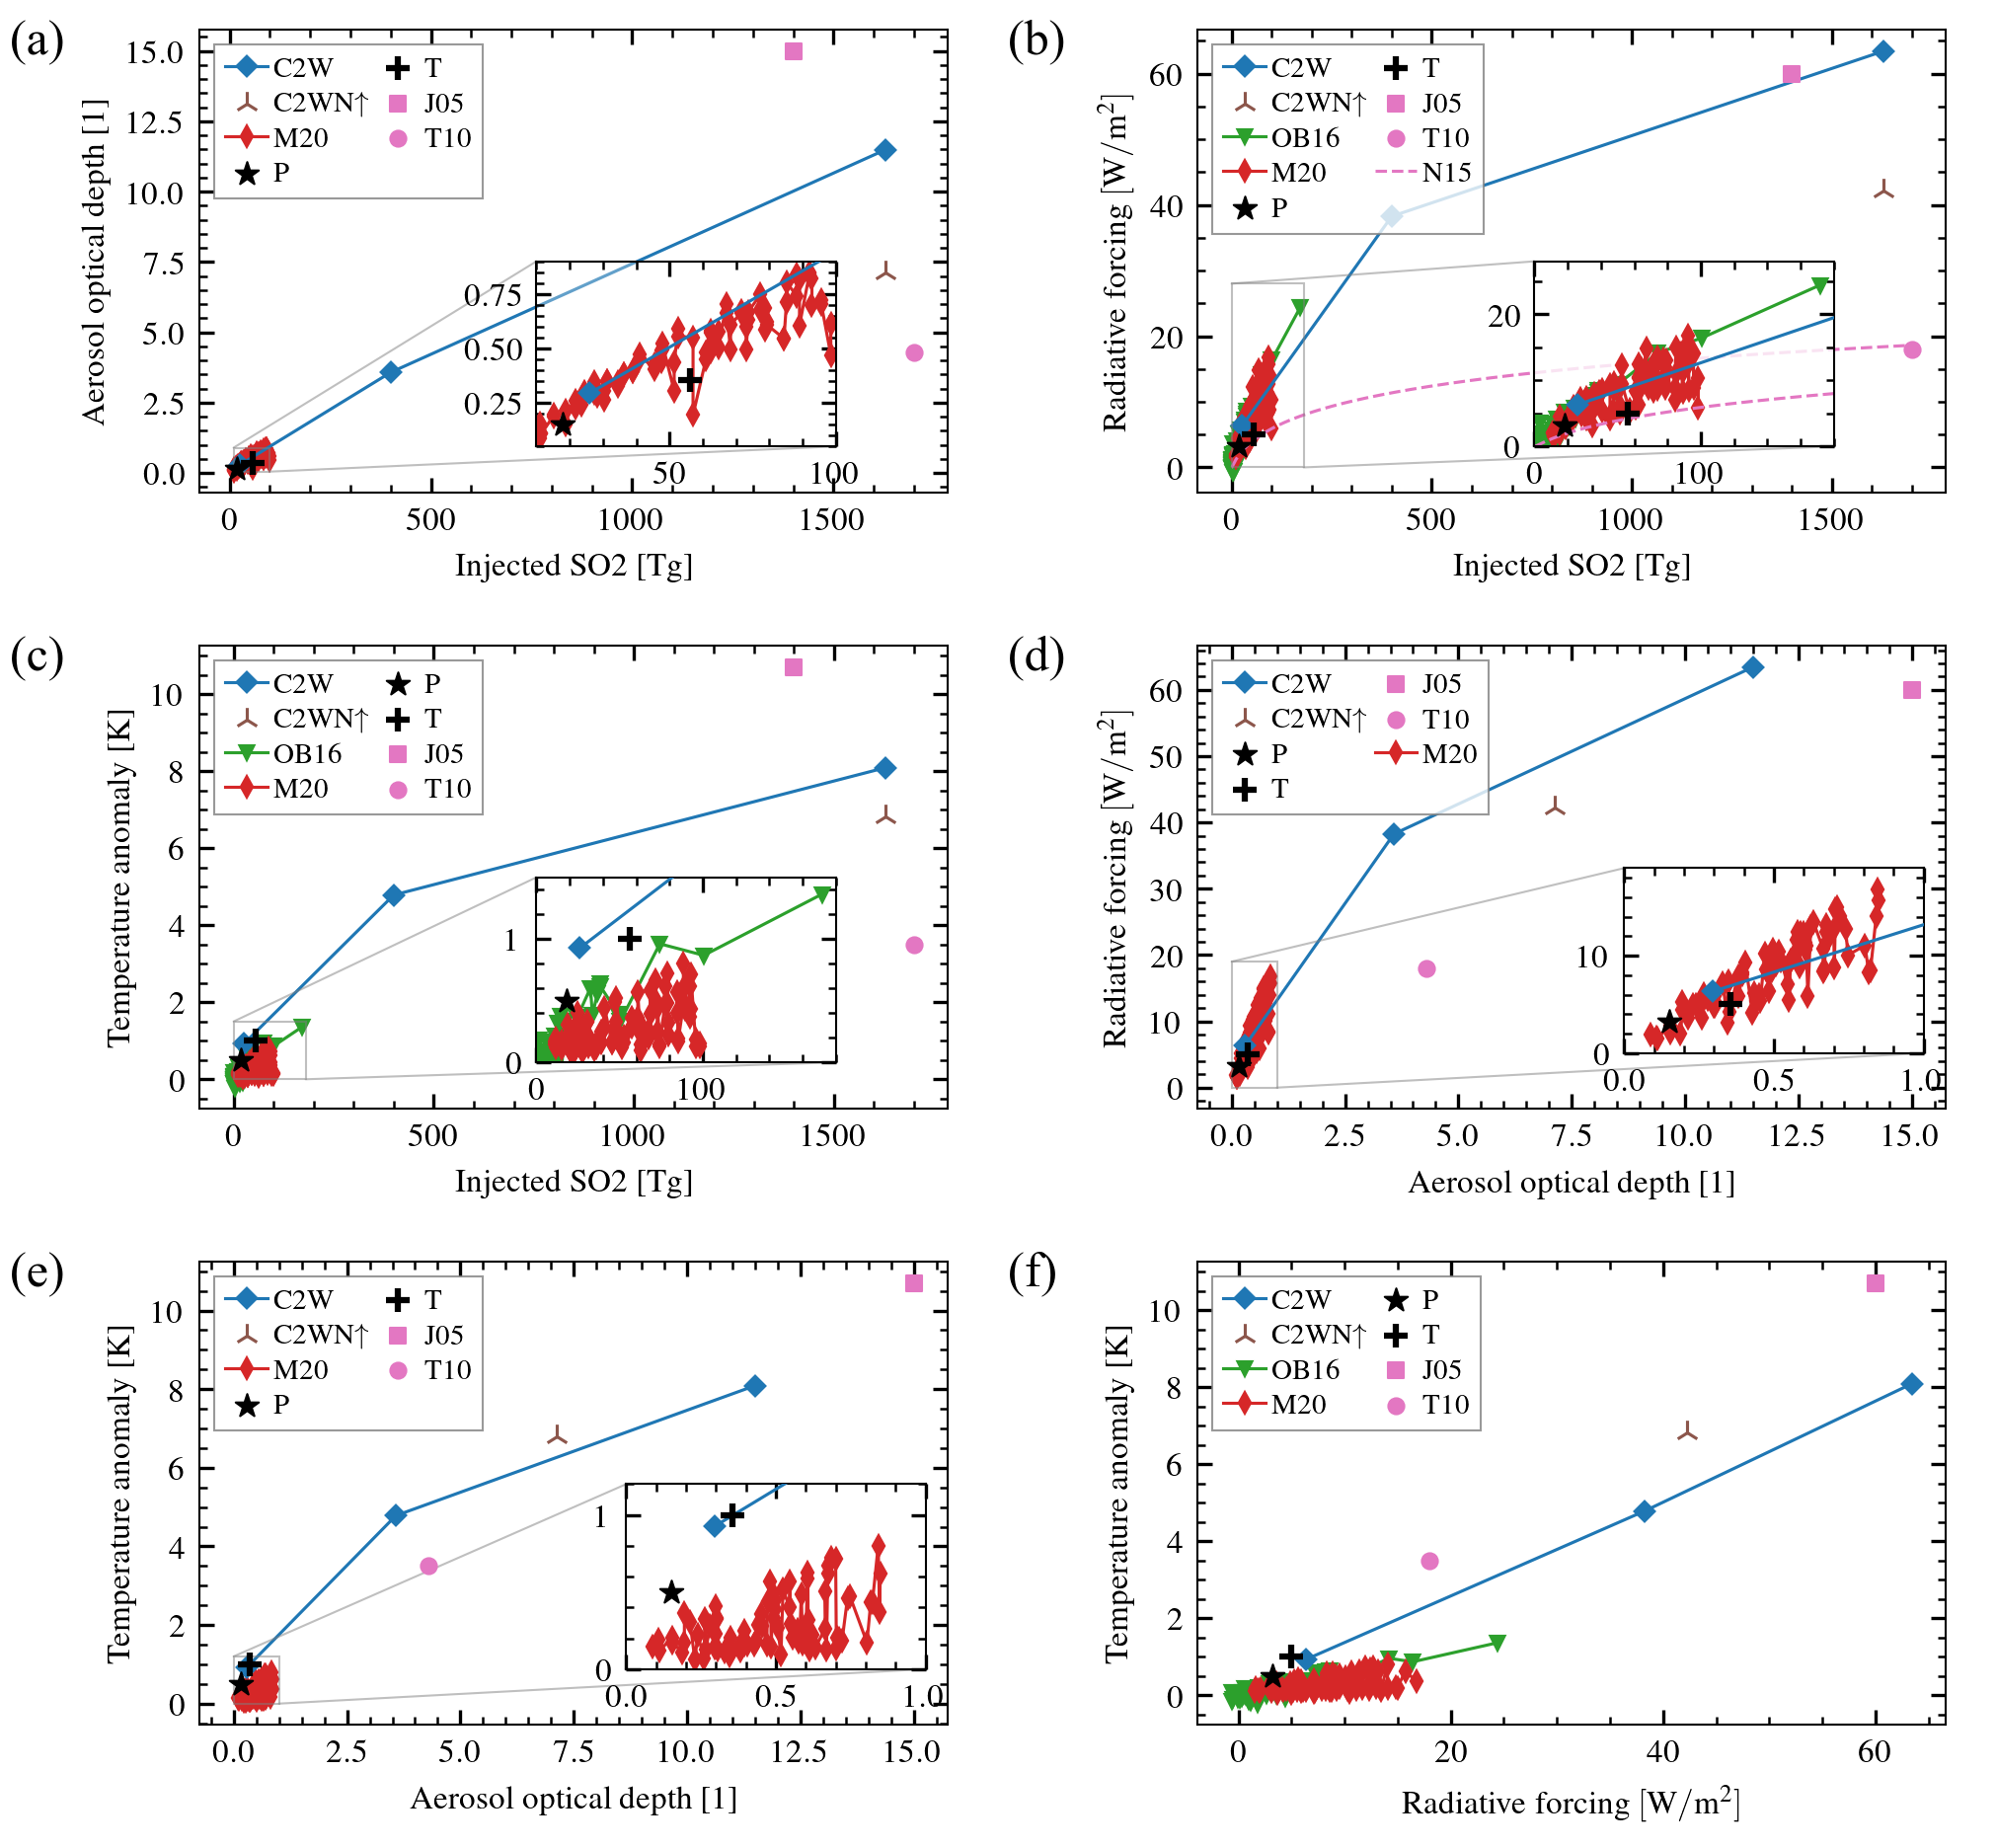 (a)
Aerosol optical depth [1]
15.0
12.5
10.0
7.5
5.0
2.5
0.0
C2W
C2WN↑
M20
P
T
J05
T10
0.75
0.50
0.25
50
100
0
500
1000
1500
Injected SO2 [Tg]
(b)
Radiative forcing [W/m²]
60
40
20
0
C2W
C2WN↑
OB16
M20
P
T
J05
T10
N15
20
0
0
100
0
500
1000
1500
Injected SO2 [Tg]
(c)
Temperature anomaly [K]
10
8
6
4
2
0
C2W
C2WN↑
OB16
M20
P
T
J05
T10
1
0
0
100
0
500
1000
1500
Injected SO2 [Tg]
(d)
Radiative forcing [W/m²]
60
50
40
30
20
10
0
C2W
C2WN↑
P
T
J05
T10
M20
10
0
0.0
0.5
1.0
0.0
2.5
5.0
7.5
10.0
12.5
15.0
Aerosol optical depth [1]
(e)
Temperature anomaly [K]
10
8
6
4
2
0
C2W
C2WN↑
M20
P
T
J05
T10
1
0
0.0
0.5
1.0
0.0
2.5
5.0
7.5
10.0
12.5
15.0
Aerosol optical depth [1]
(f)
Temperature anomaly [K]
10
8
6
4
2
0
C2W
C2WN↑
OB16
M20
P
T
J05
T10
0
20
40
60
Radiative forcing [W/m²]